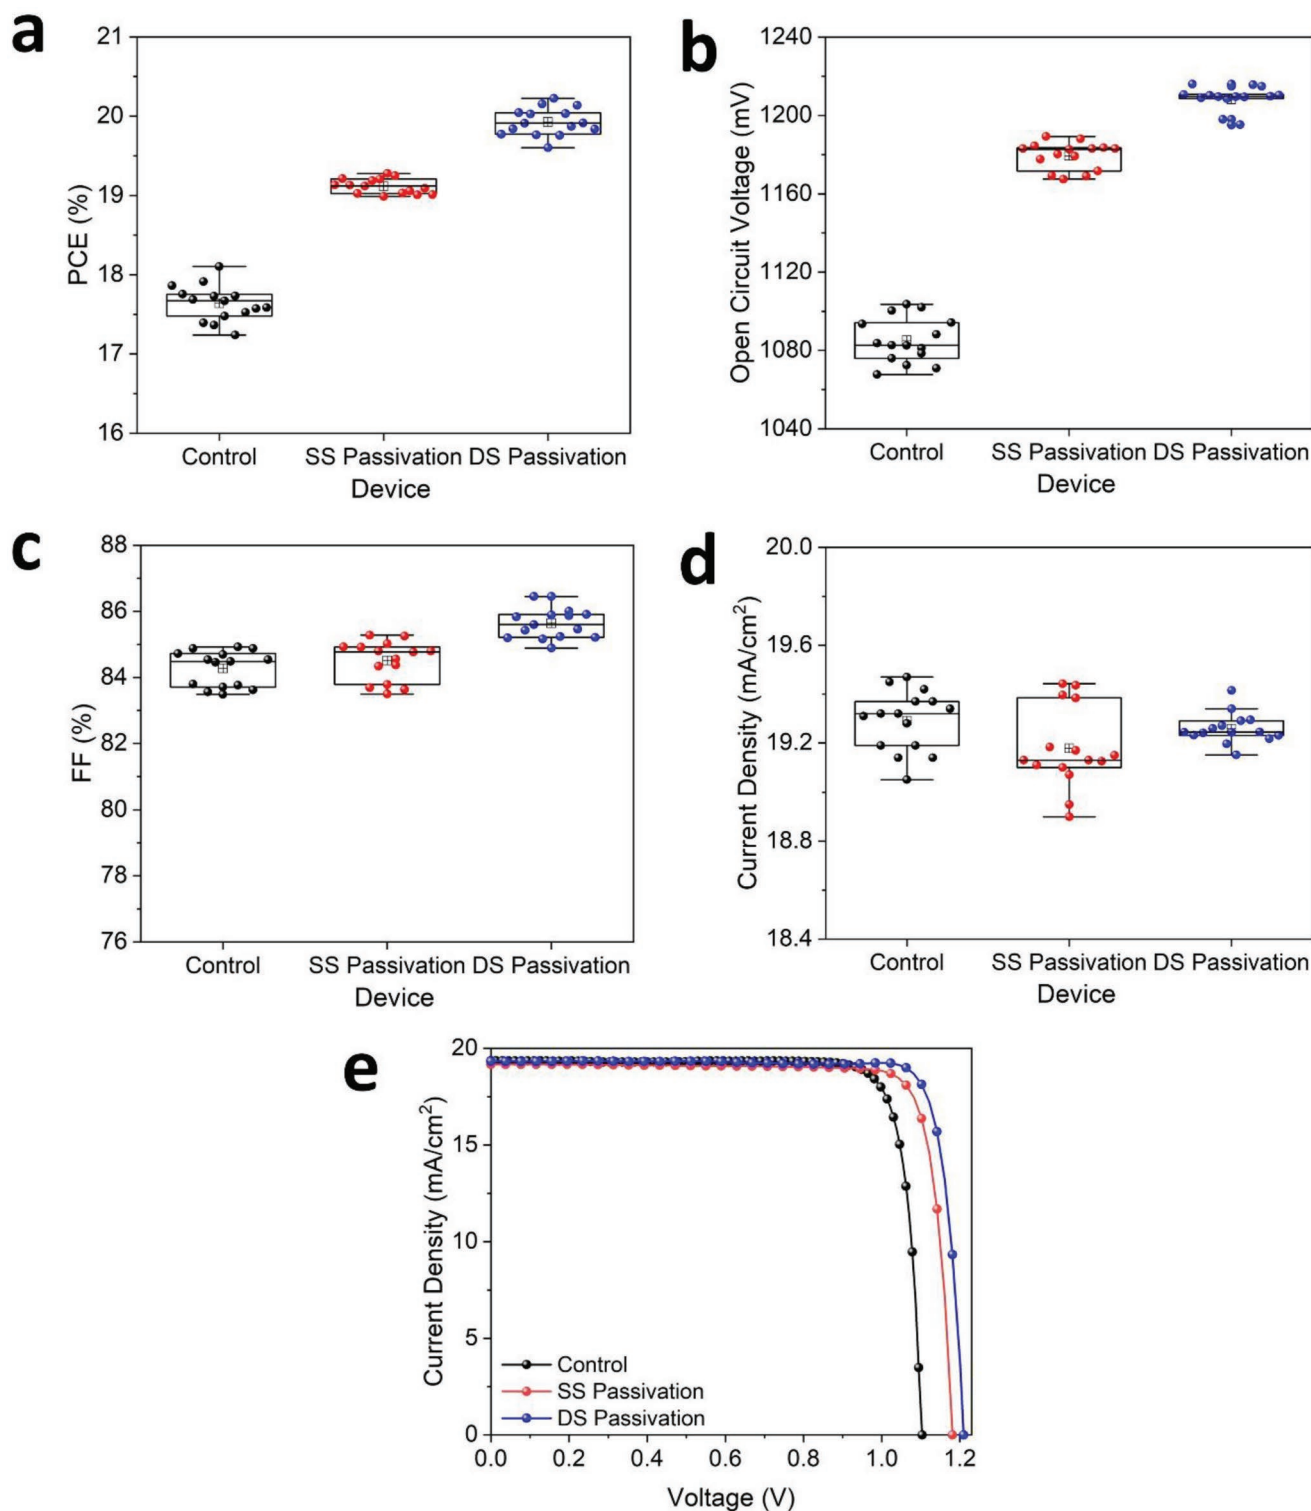 a
PCE (%)
21
20
19
18
17
16
Control
SS Passivation
DS Passivation
Device
b
Open Circuit Voltage (mV)
1240
1200
1160
1120
1080
1040
Control
SS Passivation
DS Passivation
Device
c
FF (%)
88
86
84
82
80
78
76
Control
SS Passivation
DS Passivation
Device
d
Current Density (mA/cm²)
20.0
19.6
19.2
18.8
18.4
Control
SS Passivation
DS Passivation
Device
e
Current Density (mA/cm²)
20
15
10
5
0
Control
SS Passivation
DS Passivation
0.0
0.2
0.4
0.6
0.8
1.0
1.2
Voltage (V)